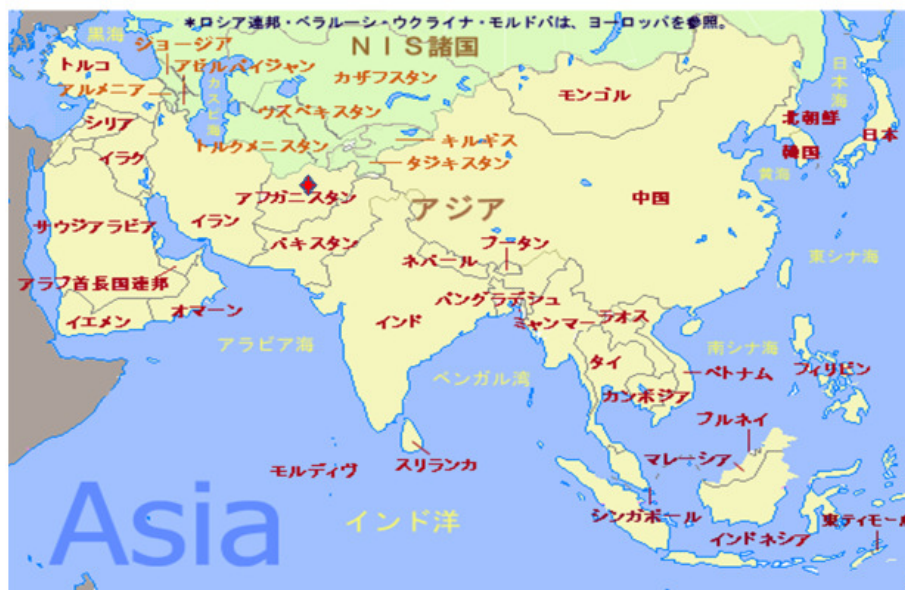 ＊ロシア連邦・ベラルーシ・ウクライナ・モルドバは、ヨーロッパを参照。
黒海
ジョージア
NIS諸国
トルコ
アゼルバイジャン
カザフスタン
アルメニア
カスピ海
ウズベキスタン
モンゴル
日本海
北朝鮮
シリア
トルクメニスタン
キルギス
日本
イラク
タジキスタン
韓国
黄海
アフガニスタン
中国
アジア
サウジアラビア
イラン
パキスタン
ブータン
ネパール
東シナ海
アラブ首長国連邦
バングラデシュ
オマーン
イエメン
インド
ミャンマー
ラオス
アラビア海
南シナ海
タイ
ベトナム
フィリピン
ベンガル湾
カンボジア
ブルネイ
モルディヴ
スリランカ
マレーシア
Asia
インド洋
シンガポール
東ティモール
インドネシア